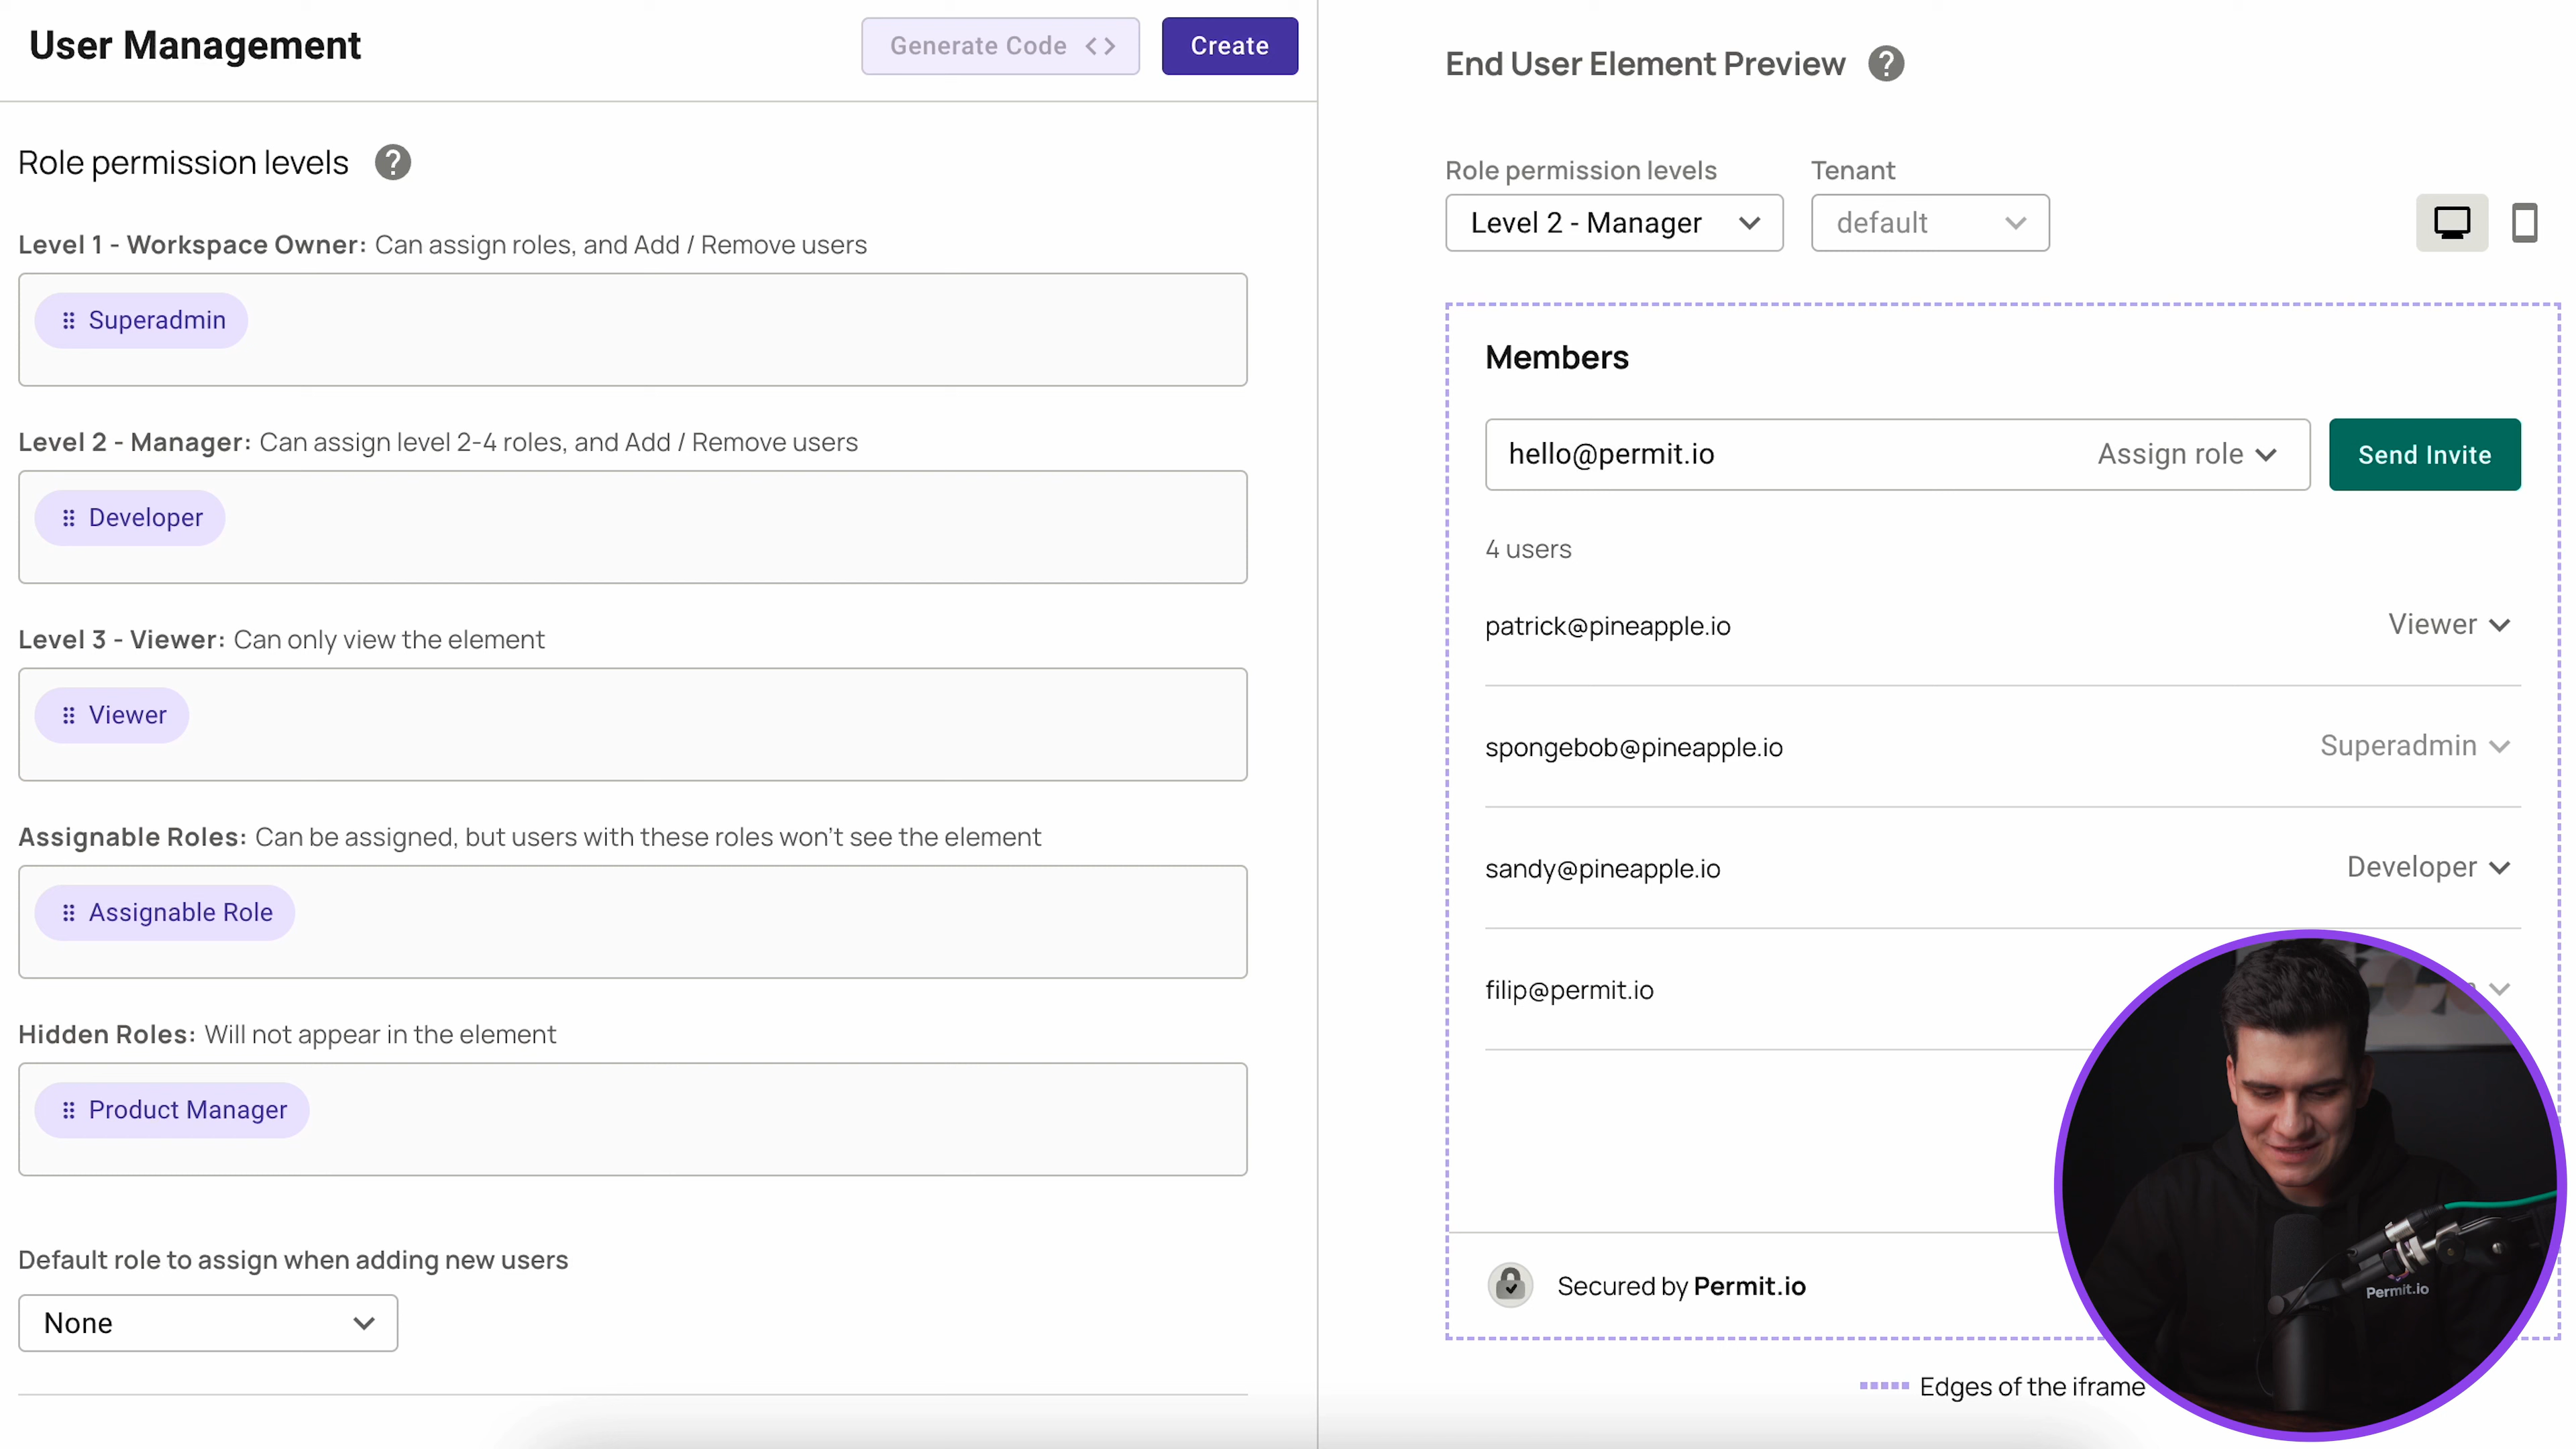 User Management
Generate Code <>
Create
Role permission levels ?
Level 1 - Workspace Owner: Can assign roles, and Add / Remove users
Superadmin
Level 2 - Manager: Can assign level 2-4 roles, and Add / Remove users
Developer
Level 3 - Viewer: Can only view the element
Viewer
Assignable Roles: Can be assigned, but users with these roles won't see the element
Assignable Role
Hidden Roles: Will not appear in the element
Product Manager
Default role to assign when adding new users
None
End User Element Preview ?
Role permission levels
Tenant
Level 2 - Manager
default
Members
hello@permit.io
Assign role
Send Invite
4 users
patrick@pineapple.io
Viewer
spongebob@pineapple.io
Superadmin
sandy@pineapple.io
Developer
filip@permit.io
Secured by Permit.io
Permit.io
Edges of the iframe